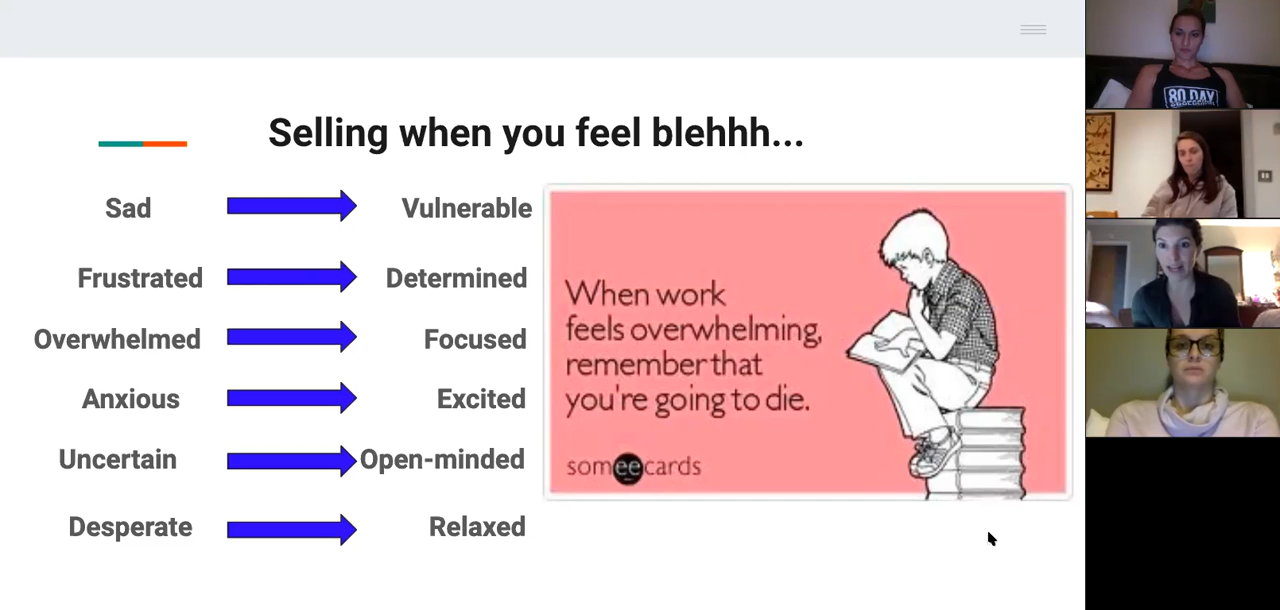 Selling when you feel blehhh...
Sad Vulnerable
Frustrated Determined
Overwhelmed Focused
Anxious Excited
Uncertain Open-minded
Desperate Relaxed
When work
feels overwhelming,
remember that
you're going to die.
someecards
80 DAY